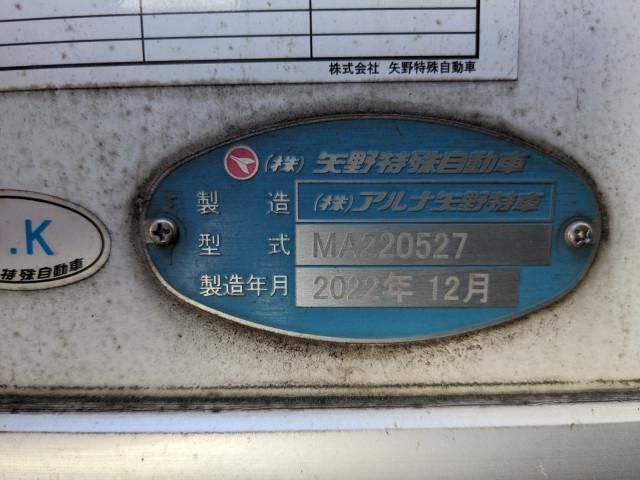 株式会社 矢野特殊自動車
(株) 矢野特殊自動車
製造 (株)アルナ矢野特車
型式 MA220527
製造年月 2022年 12月
.K
特殊自動車